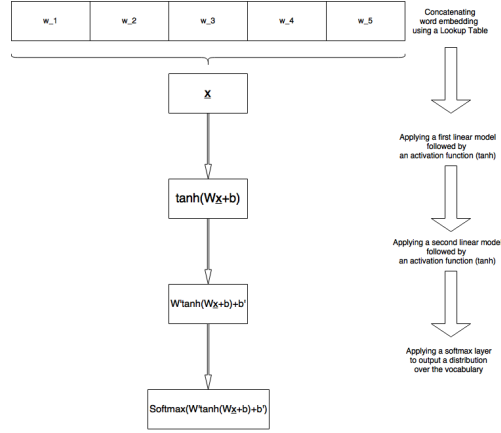 w_1 w_2 w_3 w_4 w_5
Concatenating
word embedding
using a Lookup Table
x
Applying a first linear model
followed by
an activation function (tanh)
tanh(Wx+b)
Applying a second linear model
followed by
an activation function (tanh)
W'tanh(Wx+b)+b'
Applying a softmax layer
to output a distribution
over the vocabulary
Softmax(W'tanh(Wx+b)+b')